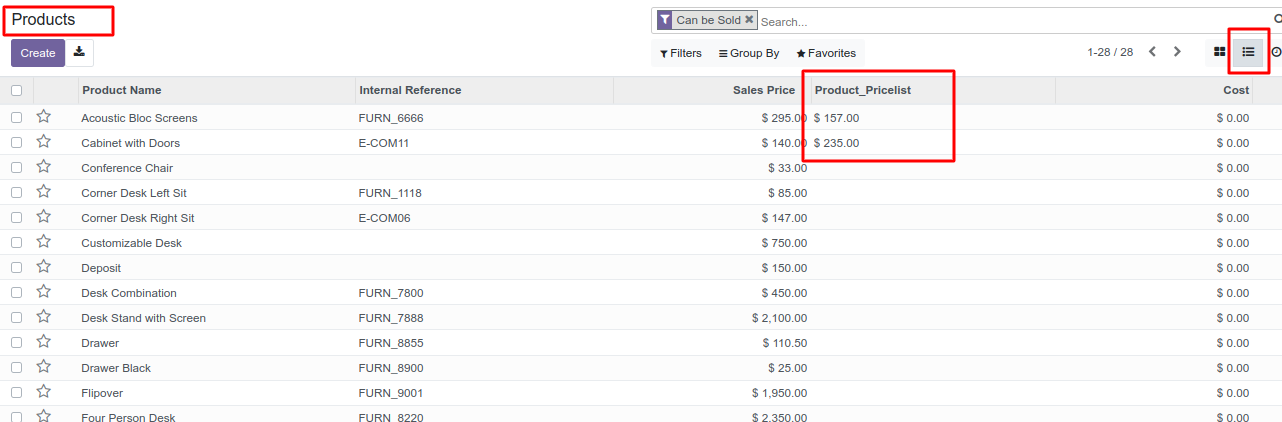 Products
Can be Sold ✖ Search...
Create
Filters Group By Favorites 1-28 / 28
Product Name Internal Reference Sales Price Product_Pricelist Cost
Acoustic Bloc Screens FURN_6666 $ 295.00 $ 157.00 $ 0.00
Cabinet with Doors E-COM11 $ 140.00 $ 235.00 $ 0.00
Conference Chair $ 33.00 $ 0.00
Corner Desk Left Sit FURN_1118 $ 85.00 $ 0.00
Corner Desk Right Sit E-COM06 $ 147.00 $ 0.00
Customizable Desk $ 750.00 $ 0.00
Deposit $ 150.00 $ 0.00
Desk Combination FURN_7800 $ 450.00 $ 0.00
Desk Stand with Screen FURN_7888 $ 2,100.00 $ 0.00
Drawer FURN_8855 $ 110.50 $ 0.00
Drawer Black FURN_8900 $ 25.00 $ 0.00
Flipover FURN_9001 $ 1,950.00 $ 0.00
Four Person Desk FURN_8220 $ 2,350.00 $ 0.00